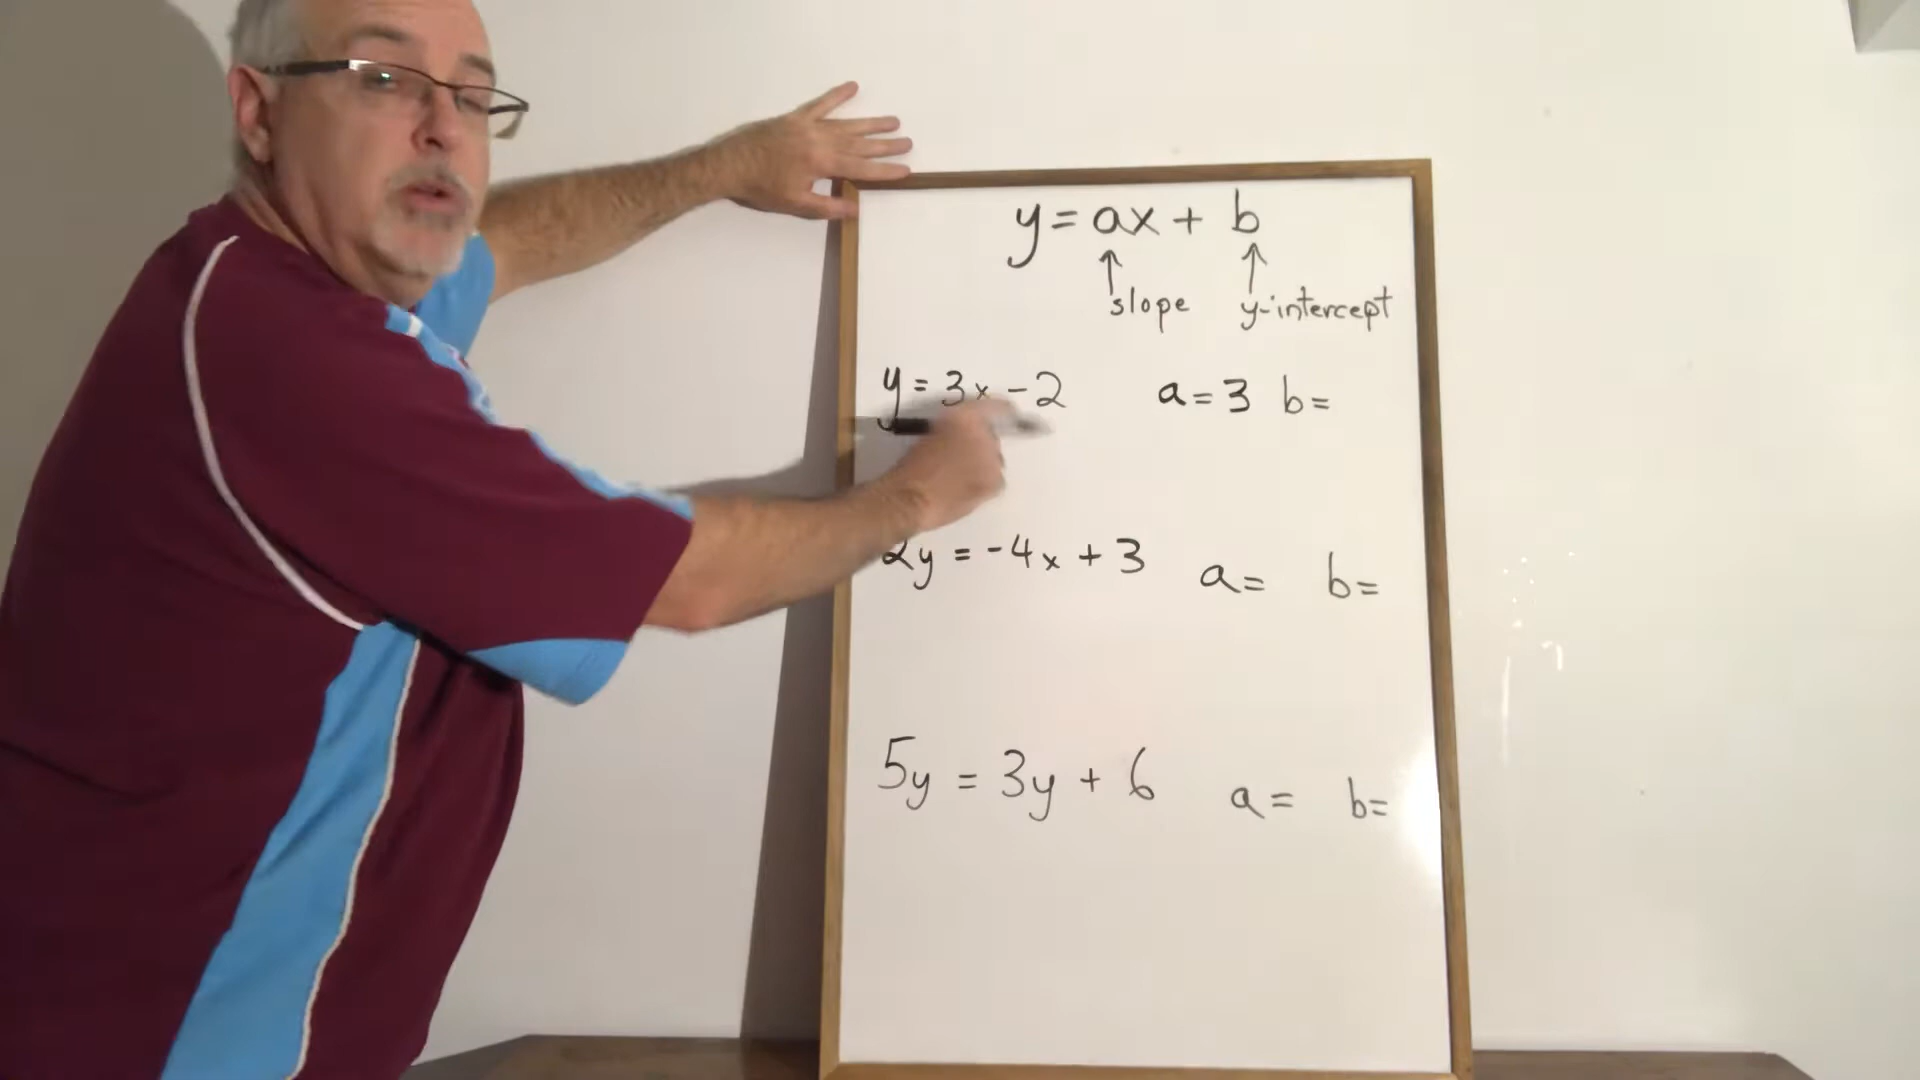 y = ax + b
↑ ↑
slope y-intercept
y = 3x - 2 a = 3 b =
2y = -4x + 3 a = b =
5y = 3y + 6 a = b =